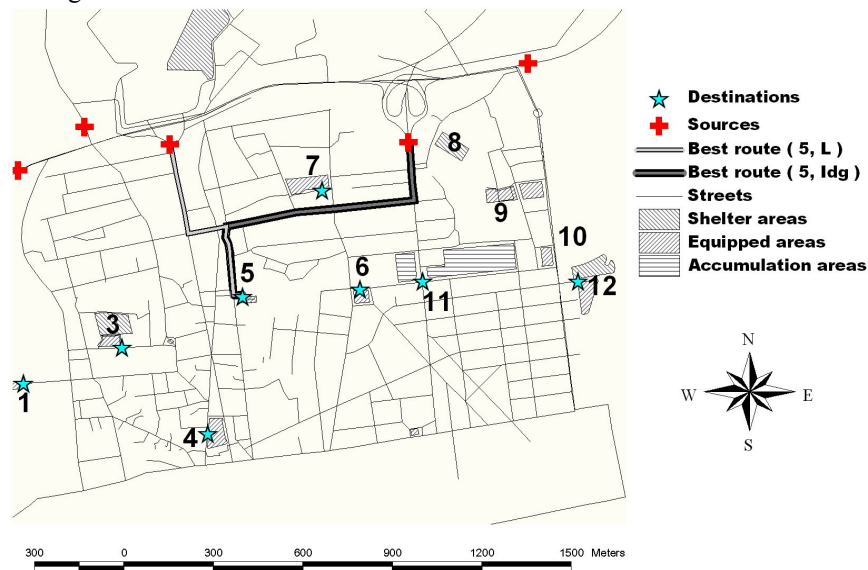 7
8
9
10
5
6
11
12
3
1
4
Destinations
Sources
Best route ( 5, L )
Best route ( 5, Idg )
Streets
Shelter areas
Equipped areas
Accumulation areas
N
W E
S
300 0 300 600 900 1200 1500 Meters